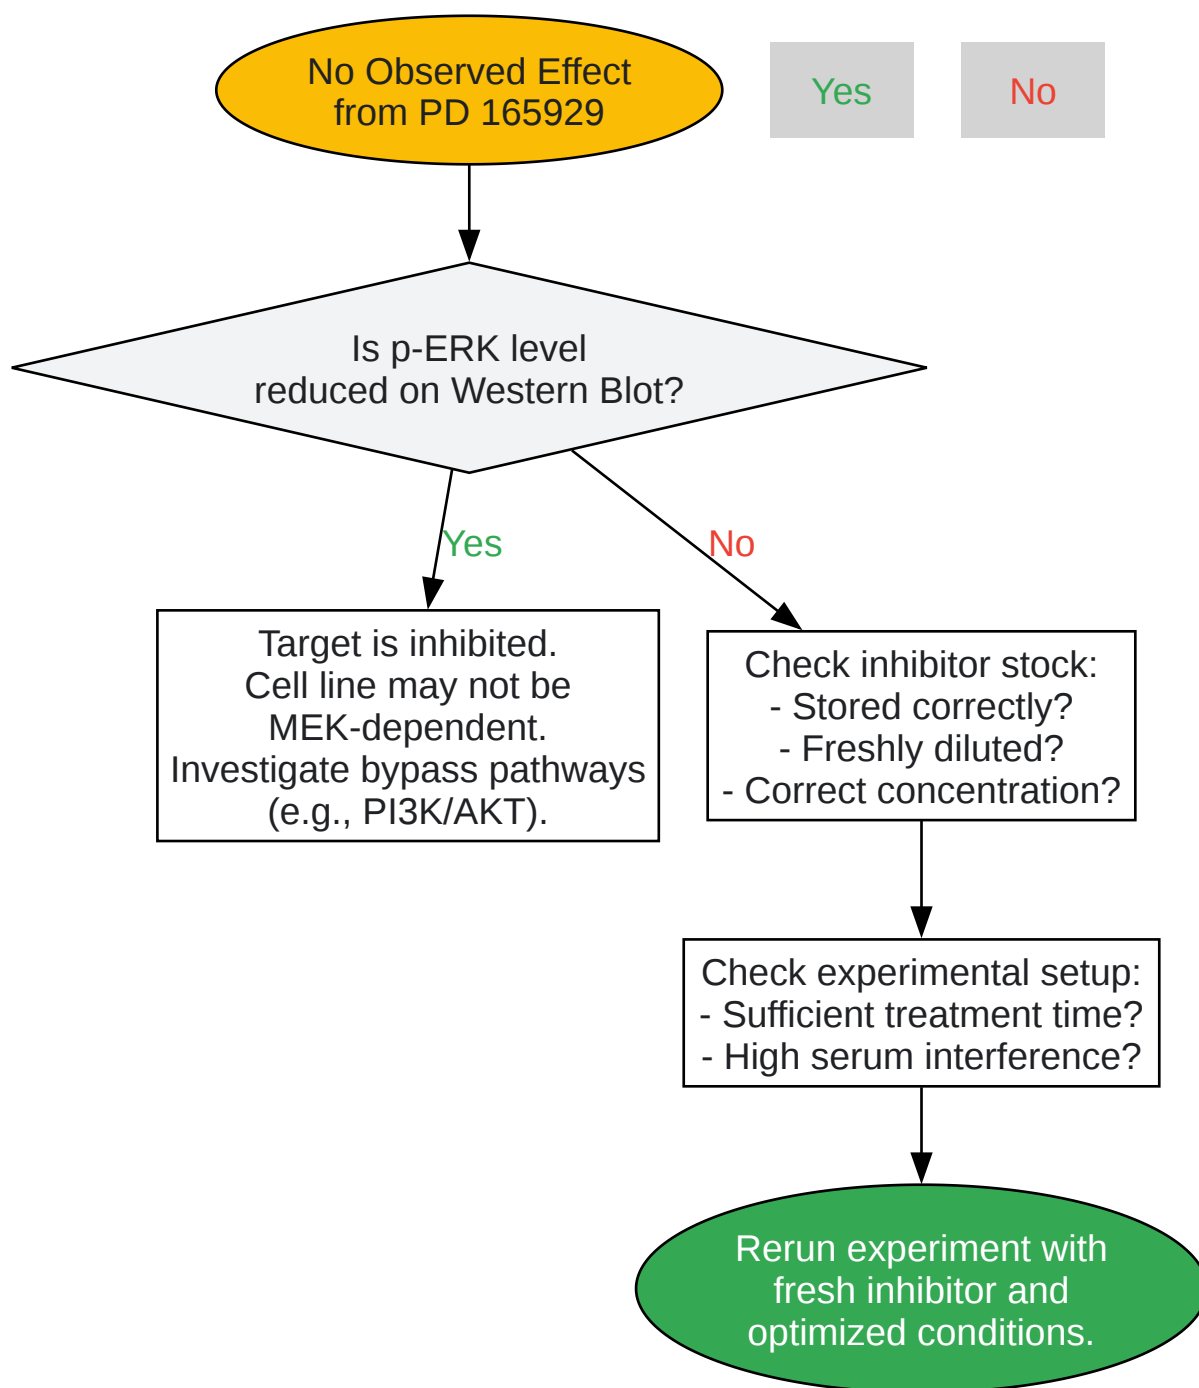 No Observed Effect
from PD 165929
Yes
No
Is p-ERK level
reduced on Western Blot?
Yes
No
Target is inhibited.
Cell line may not be
MEK-dependent.
Investigate bypass pathways
(e.g., PI3K/AKT).
Check inhibitor stock:
- Stored correctly?
- Freshly diluted?
- Correct concentration?
Check experimental setup:
- Sufficient treatment time?
- High serum interference?
Rerun experiment with
fresh inhibitor and
optimized conditions.